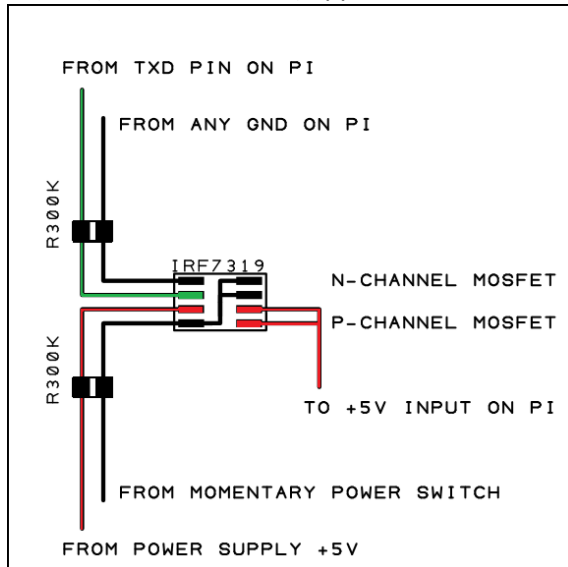 FROM TXD PIN ON PI
FROM ANY GND ON PI
R300K
IRF7319
N-CHANNEL MOSFET
P-CHANNEL MOSFET
R300K
TO +5V INPUT ON PI
FROM MOMENTARY POWER SWITCH
FROM POWER SUPPLY +5V